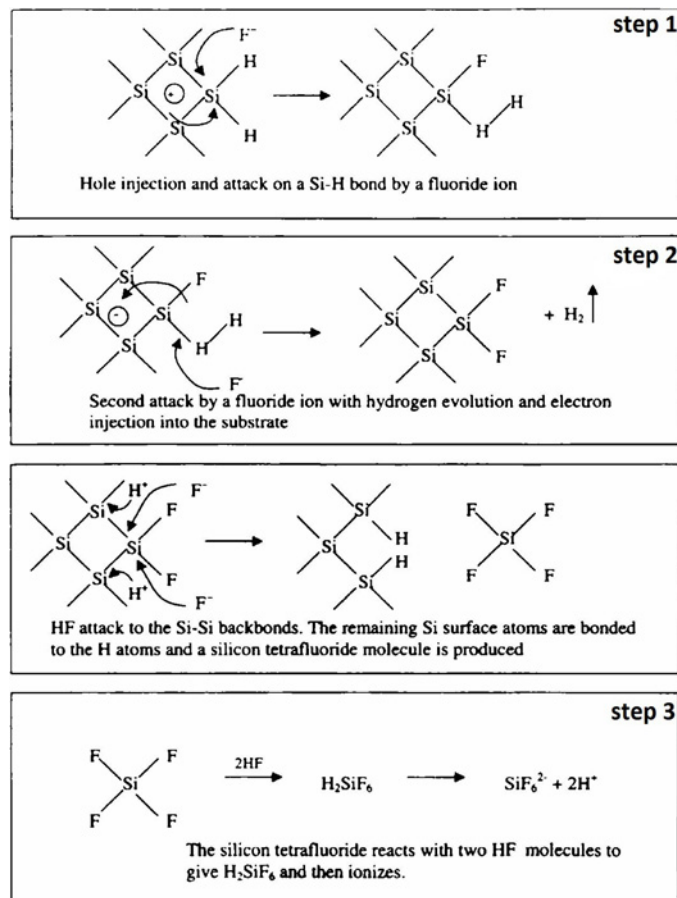 step 1
F⁻
Si H
Si + Si
Si H
Si F
Si Si H
Si H
Hole injection and attack on a Si-H bond by a fluoride ion
step 2
Si F
Si - Si H
Si H
F⁻
Si F
Si Si + H₂
Si F
Second attack by a fluoride ion with hydrogen evolution and electron
injection into the substrate
H⁺ F⁻
Si F
Si Si
Si F
H⁺ F⁻
Si H
Si H
Si
F F
Si
F F
HF attack to the Si-Si backbonds. The remaining Si surface atoms are bonded
to the H atoms and a silicon tetrafluoride molecule is produced
step 3
F F
Si 2HF H₂SiF₆ SiF₆²⁻ + 2H⁺
F F
The silicon tetrafluoride reacts with two HF molecules to
give H₂SiF₆ and then ionizes.